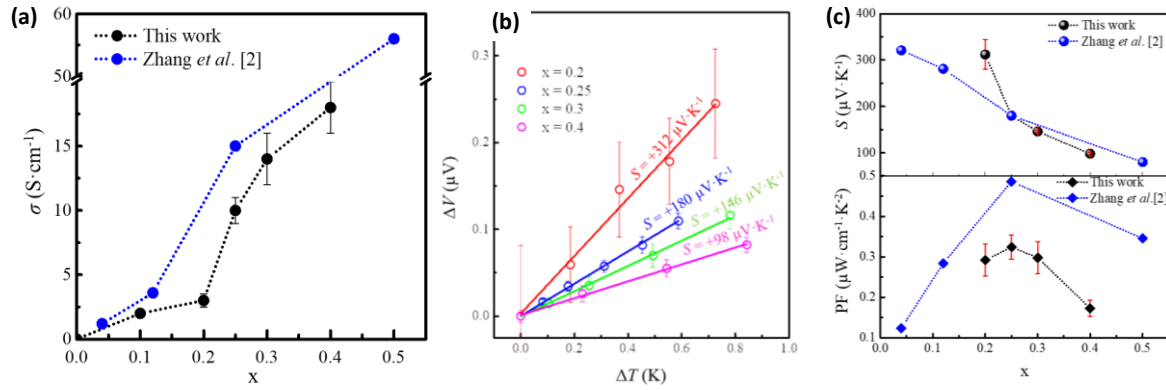 (a)
60
50
15
10
5
0
σ (S·cm⁻¹)
This work
Zhang et al. [2]
0.0 0.1 0.2 0.3 0.4 0.5
x
(b)
0.3
0.2
0.1
0.0
ΔV (μV)
x = 0.2
x = 0.25
x = 0.3
x = 0.4
S = +312 μV·K⁻¹
S = +180 μV·K⁻¹
S = +146 μV·K⁻¹
S = +98 μV·K⁻¹
0.0 0.2 0.4 0.6 0.8 1.0
ΔT (K)
(c)
400
300
200
100
S (μV·K⁻¹)
This work
Zhang et al. [2]
0.5
0.4
0.3
0.2
0.1
PF (μW·cm⁻¹·K⁻²)
This work
Zhang et al.[2]
0.0 0.1 0.2 0.3 0.4 0.5
x